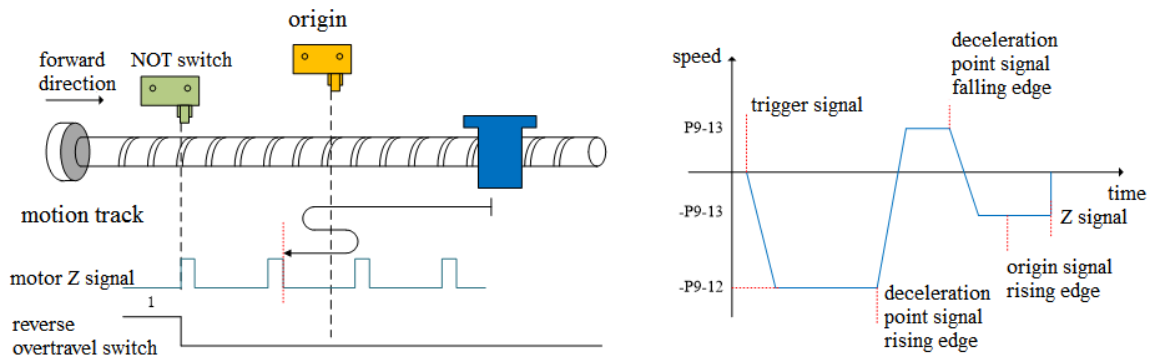 origin
forward
direction
NOT switch
motion track
motor Z signal
1
reverse
overtravel switch
speed
deceleration
point signal
falling edge
trigger signal
P9-13
time
-P9-13
Z signal
origin signal
rising edge
-P9-12
deceleration
point signal
rising edge